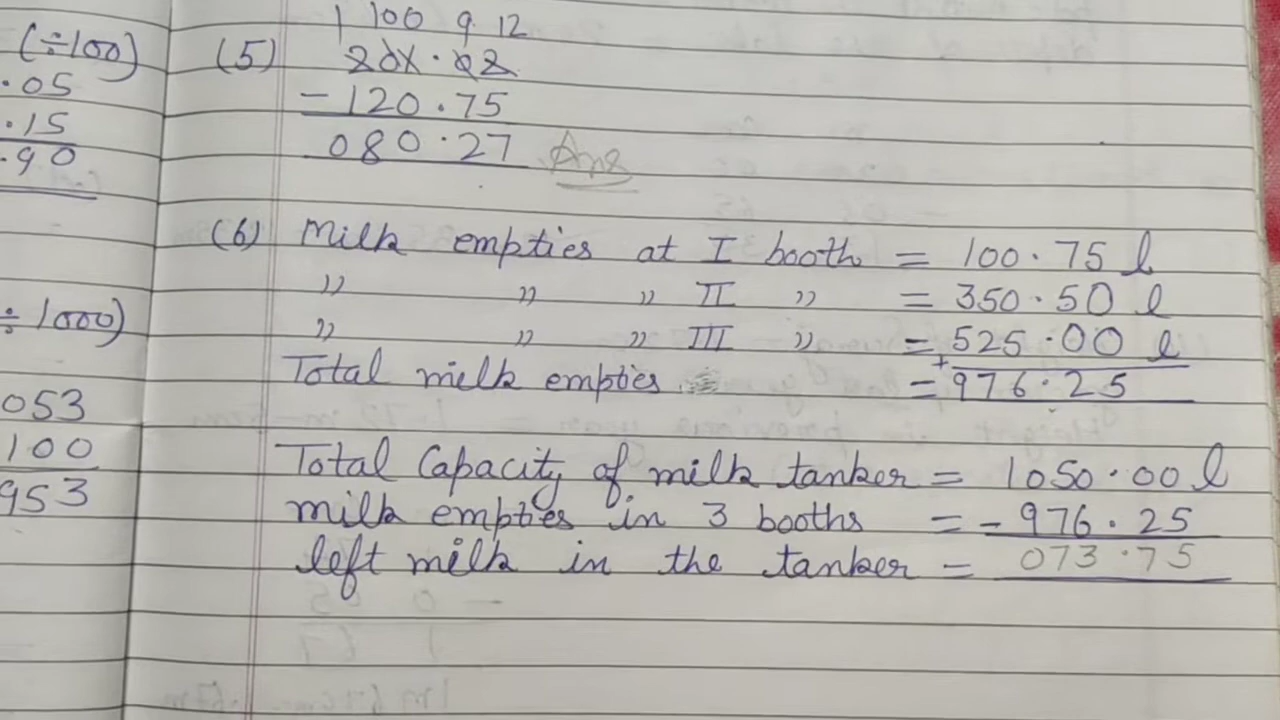 (÷100)
.05
.15
.90
÷1000)
053
100
953
1 100 9 12
(5) 201.02
-120.75
080.27 Ans
(6) Milk empties at I booth = 100.75 l
" " " II " = 350.50 l
" " " III " = 525.00 l
Total milk empties = +976.25
Total Capacity of milk tanker = 1050.00 l
milk empties in 3 booths = -976.25
left milk in the tanker = 073.75